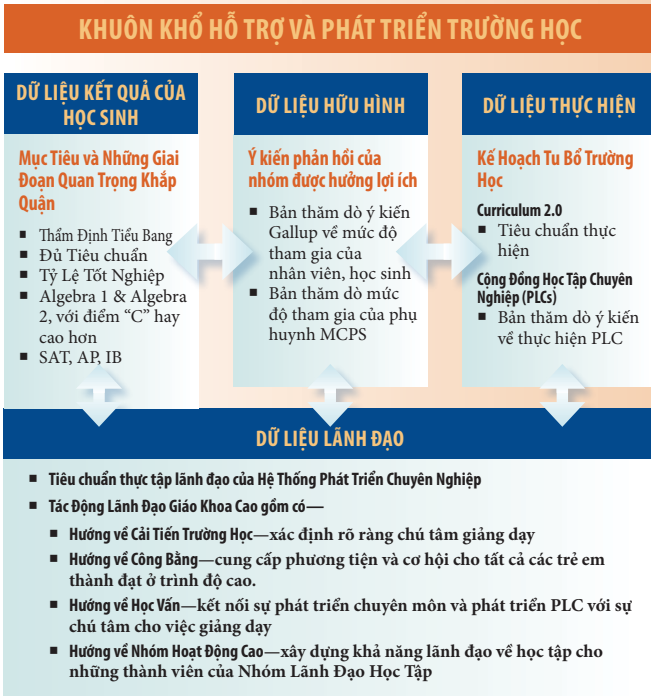 KHUÔN KHỔ HỖ TRỢ VÀ PHÁT TRIỂN TRƯỜNG HỌC
DỮ LIỆU KẾT QUẢ CỦA
HỌC SINH
Mục Tiêu và Những Giai
Đoạn Quan Trọng Khắp
Quận
▪ Thẩm Định Tiểu Bang
▪ Đủ Tiêu chuẩn
▪ Tỷ Lệ Tốt Nghiệp
▪ Algebra 1 & Algebra
2, với điểm “C” hay
cao hơn
▪ SAT, AP, IB
DỮ LIỆU HỮU HÌNH
Ý kiến phản hồi của
nhóm được hưởng lợi ích
▪ Bản thăm dò ý kiến
Gallup về mức độ
tham gia của
nhân viên, học sinh
▪ Bản thăm dò mức
độ tham gia của phụ
huynh MCPS
DỮ LIỆU THỰC HIỆN
Kế Hoạch Tu Bổ Trường
Học
Curriculum 2.0
▪ Tiêu chuẩn thực
hiện
Cộng Đồng Học Tập Chuyên
Nghiệp (PLCs)
▪ Bản thăm dò ý kiến
về thực hiện PLC
DỮ LIỆU LÃNH ĐẠO
▪ Tiêu chuẩn thực tập lãnh đạo của Hệ Thống Phát Triển Chuyên Nghiệp
▪ Tác Động Lãnh Đạo Giáo Khoa Cao gồm có—
▪ Hướng về Cải Tiến Trường Học—xác định rõ ràng chú tâm giảng dạy
▪ Hướng về Công Bằng—cung cấp phương tiện và cơ hội cho tất cả các trẻ em
thành đạt ở trình độ cao.
▪ Hướng về Học Vấn—kết nối sự phát triển chuyên môn và phát triển PLC với sự
chú tâm cho việc giảng dạy
▪ Hướng về Nhóm Hoạt Động Cao—xây dựng khả năng lãnh đạo về học tập cho
những thành viên của Nhóm Lãnh Đạo Học Tập